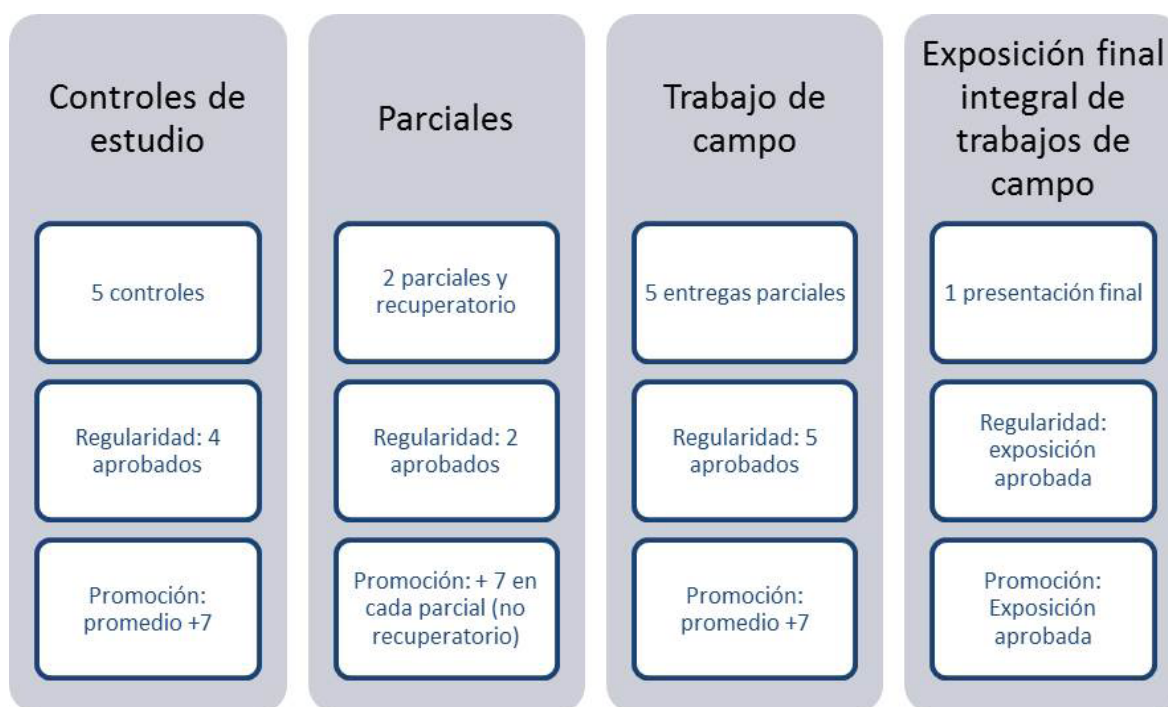 Controles de
estudio
5 controles
Regularidad: 4
aprobados
Promoción:
promedio +7
Parciales
2 parciales y
recuperatorio
Regularidad: 2
aprobados
Promoción: + 7 en
cada parcial (no
recuperatorio)
Trabajo de
campo
5 entregas parciales
Regularidad: 5
aprobados
Promoción:
promedio +7
Exposición final
integral de
trabajos de
campo
1 presentación final
Regularidad:
exposición
aprobada
Promoción:
Exposición
aprobada